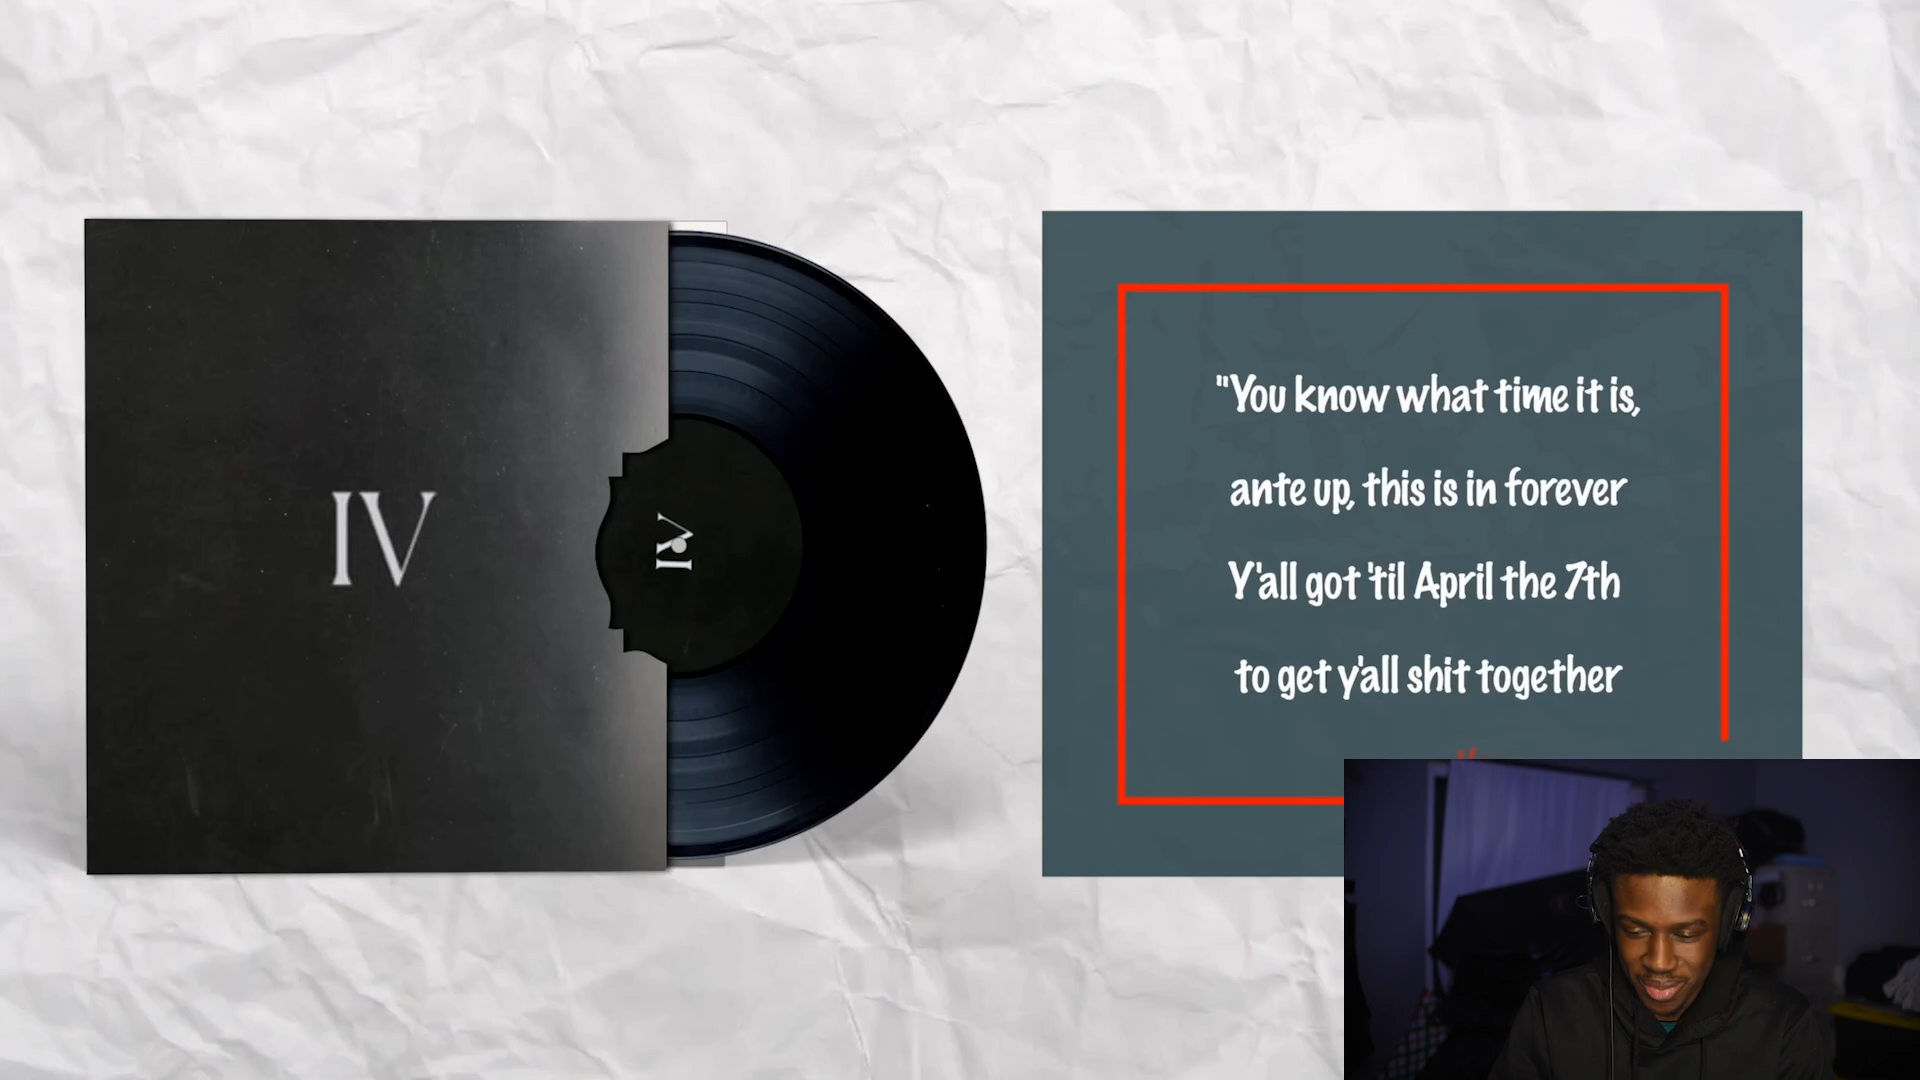 IV
IV
"You know what time it is,
ante up, this is in forever
Y'all got 'til April the 7th
to get y'all shit together